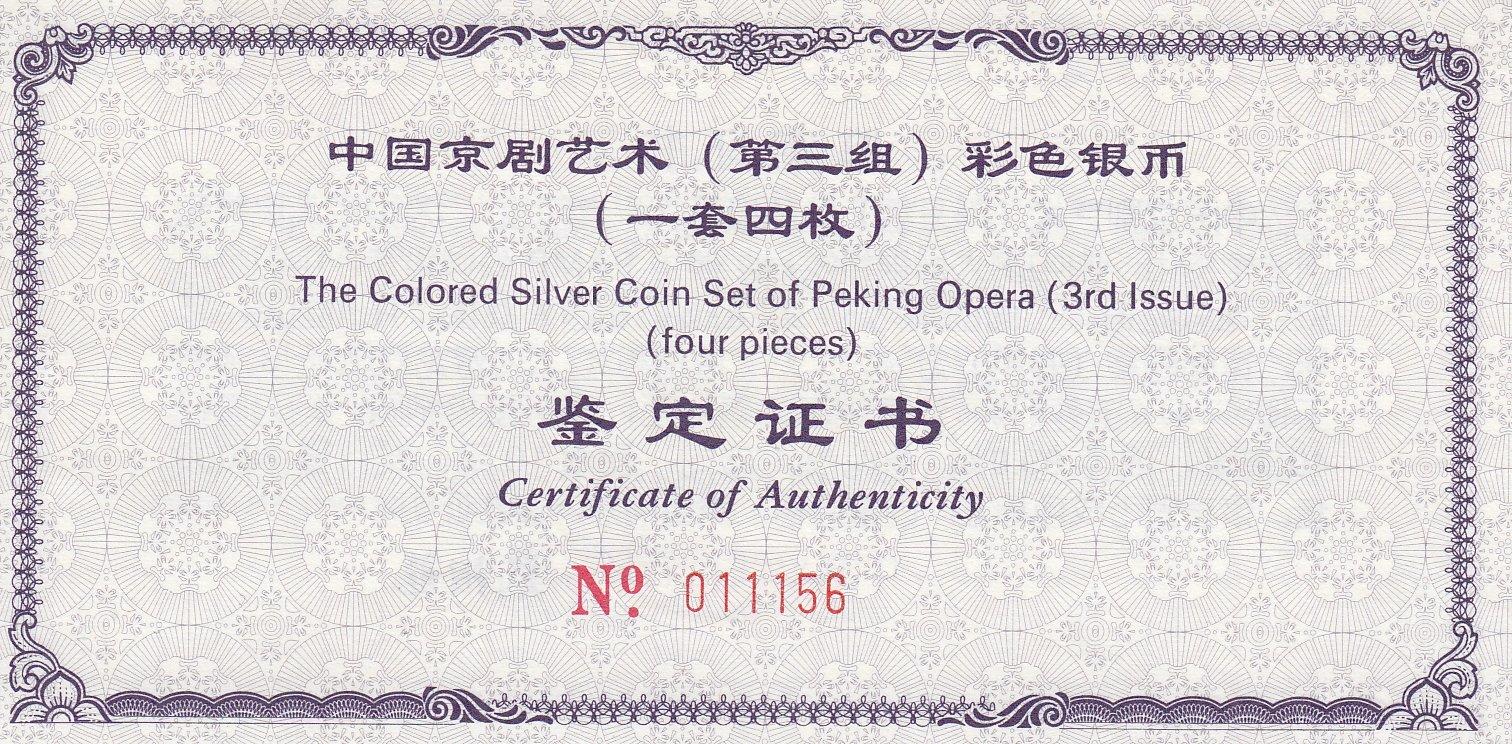 中国京剧艺术（第三组）彩色银币
（一套四枚）
The Colored Silver Coin Set of Peking Opera (3rd Issue)
(four pieces)
鉴定证书
Certificate of Authenticity
Nº. 011156